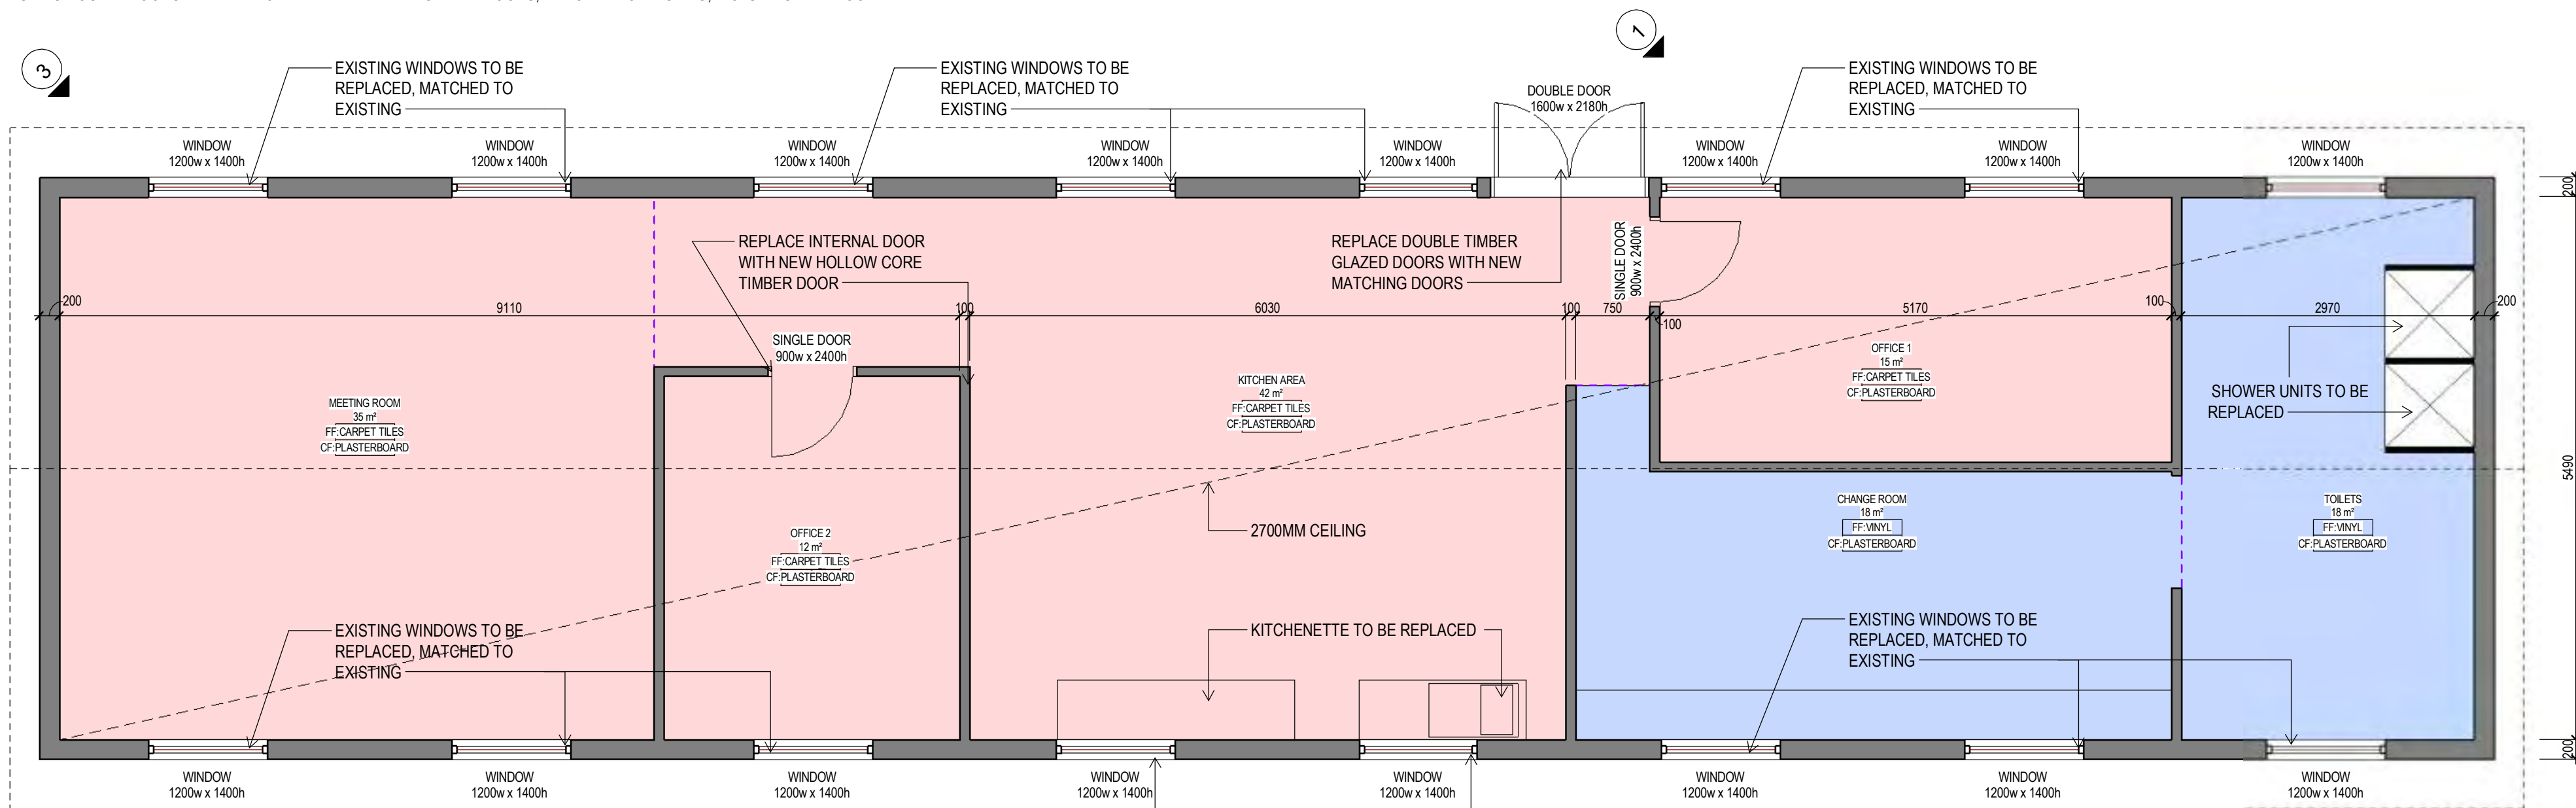 1
3
EXISTING WINDOWS TO BE
REPLACED, MATCHED TO
EXISTING
EXISTING WINDOWS TO BE
REPLACED, MATCHED TO
EXISTING
DOUBLE DOOR
1600w x 2180h
EXISTING WINDOWS TO BE
REPLACED, MATCHED TO
EXISTING
WINDOW
1200w x 1400h
WINDOW
1200w x 1400h
WINDOW
1200w x 1400h
WINDOW
1200w x 1400h
WINDOW
1200w x 1400h
WINDOW
1200w x 1400h
WINDOW
1200w x 1400h
WINDOW
1200w x 1400h
200
REPLACE INTERNAL DOOR
WITH NEW HOLLOW CORE
TIMBER DOOR
REPLACE DOUBLE TIMBER
GLAZED DOORS WITH NEW
MATCHING DOORS
SINGLE DOOR
900w x 2400h
200
9110
100
6030
100
750
100
5170
100
2970
200
SINGLE DOOR
900w x 2400h
OFFICE 1
15 m²
FF:CARPET TILES
CF:PLASTERBOARD
KITCHEN AREA
42 m²
FF:CARPET TILES
CF:PLASTERBOARD
MEETING ROOM
35 m²
FF:CARPET TILES
CF:PLASTERBOARD
SHOWER UNITS TO BE
REPLACED
5490
CHANGE ROOM
18 m²
FF:VINYL
CF:PLASTERBOARD
TOILETS
18 m²
FF:VINYL
CF:PLASTERBOARD
OFFICE 2
12 m²
FF:CARPET TILES
CF:PLASTERBOARD
2700MM CEILING
EXISTING WINDOWS TO BE
REPLACED, MATCHED TO
EXISTING
KITCHENETTE TO BE REPLACED
EXISTING WINDOWS TO BE
REPLACED, MATCHED TO
EXISTING
200
WINDOW
1200w x 1400h
WINDOW
1200w x 1400h
WINDOW
1200w x 1400h
WINDOW
1200w x 1400h
WINDOW
1200w x 1400h
WINDOW
1200w x 1400h
WINDOW
1200w x 1400h
WINDOW
1200w x 1400h